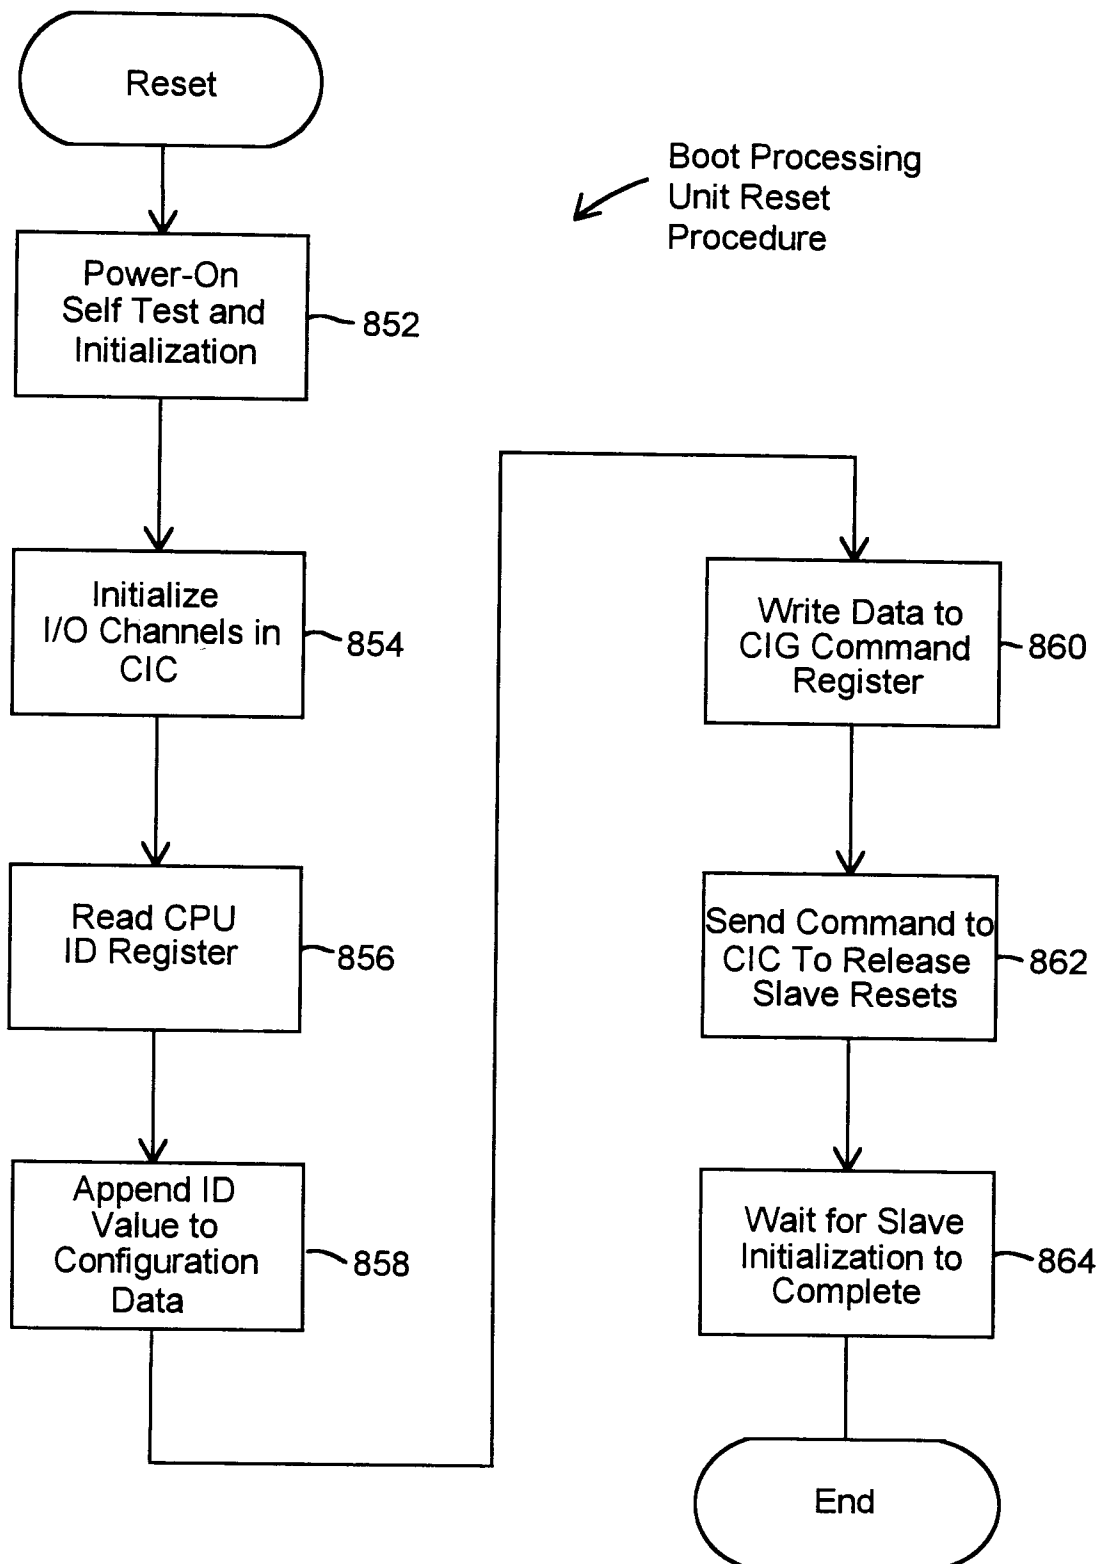 Reset
Boot Processing
Unit Reset
Procedure
Power-On
Self Test and
Initialization
852
Initialize
I/O Channels in
CIC
854
Read CPU
ID Register
856
Append ID
Value to
Configuration
Data
858
Write Data to
CIG Command
Register
860
Send Command to
CIC To Release
Slave Resets
862
Wait for Slave
Initialization to
Complete
864
End